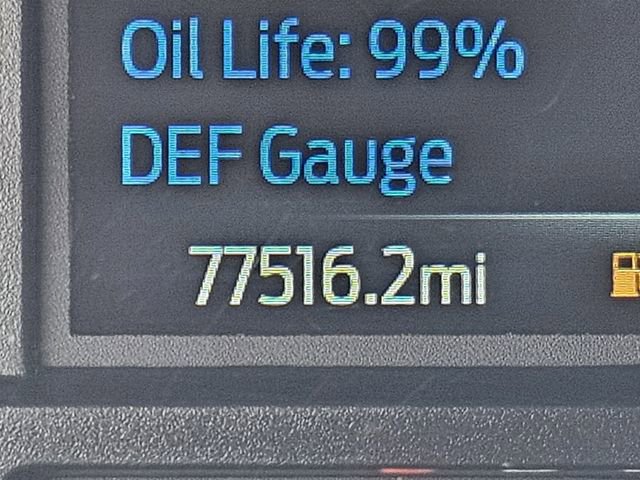 Oil Life: 99%
DEF Gauge
77516.2mi